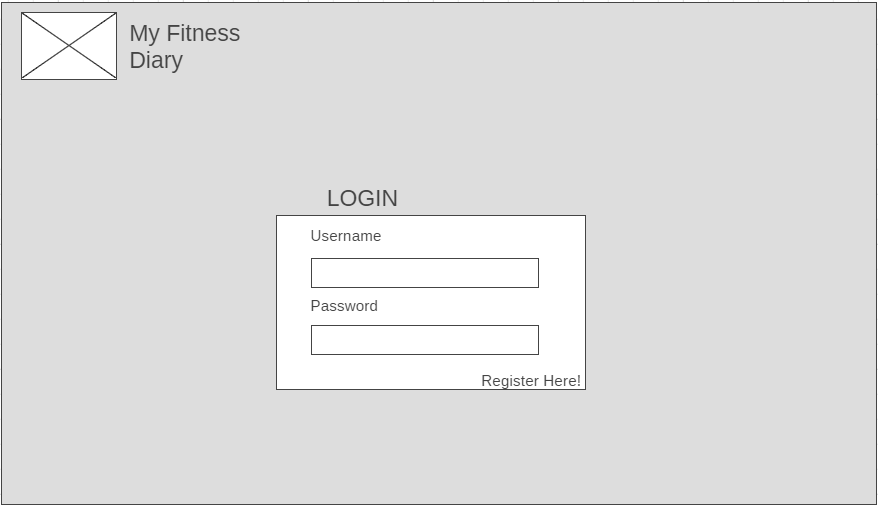 My Fitness
Diary
LOGIN
Username
Password
Register Here!